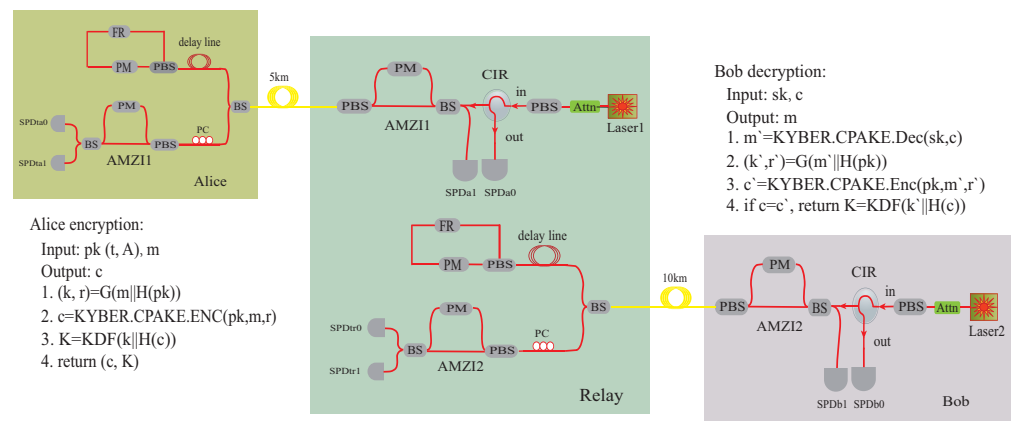 FR
delay line
PM
PBS
5km
PM
SPDta0
BS
PBS
PC
BS
SPDta1
AMZI1
Alice
PM
CIR
in
PBS
BS
PBS
Attn
AMZI1
out
Laser1
SPDa1
SPDa0
FR
delay line
PM
PBS
10km
BS
PM
SPDtr0
BS
PBS
PC
SPDtr1
AMZI2
Relay
PM
CIR
in
PBS
BS
PBS
Attn
AMZI2
out
Laser2
SPDb1
SPDb0
Bob
Alice encryption:
Input: pk (t, A), m
Output: c
1. (k, r)=G(m||H(pk))
2. c=KYBER.CPAKE.ENC(pk,m,r)
3. K=KDF(k||H(c))
4. return (c, K)
Bob decryption:
Input: sk, c
Output: m
1. m`=KYBER.CPAKE.Dec(sk,c)
2. (k`,r`)=G(m`||H(pk))
3. c`=KYBER.CPAKE.Enc(pk,m`,r`)
4. if c=c`, return K=KDF(k`||H(c))